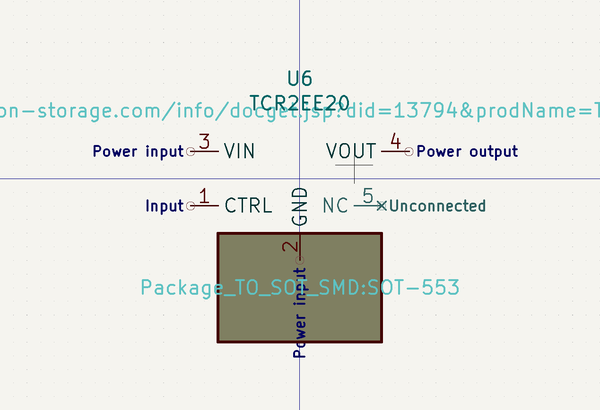 U6
TCR2EE20
on-storage.com/info/docget.jsp?did=13794&prodName=T
Power input 3 VIN VOUT 4 Power output
Input 1 CTRL GND NC 5 Unconnected
2
Package_TO_SOT_SMD:SOT-553
Power input